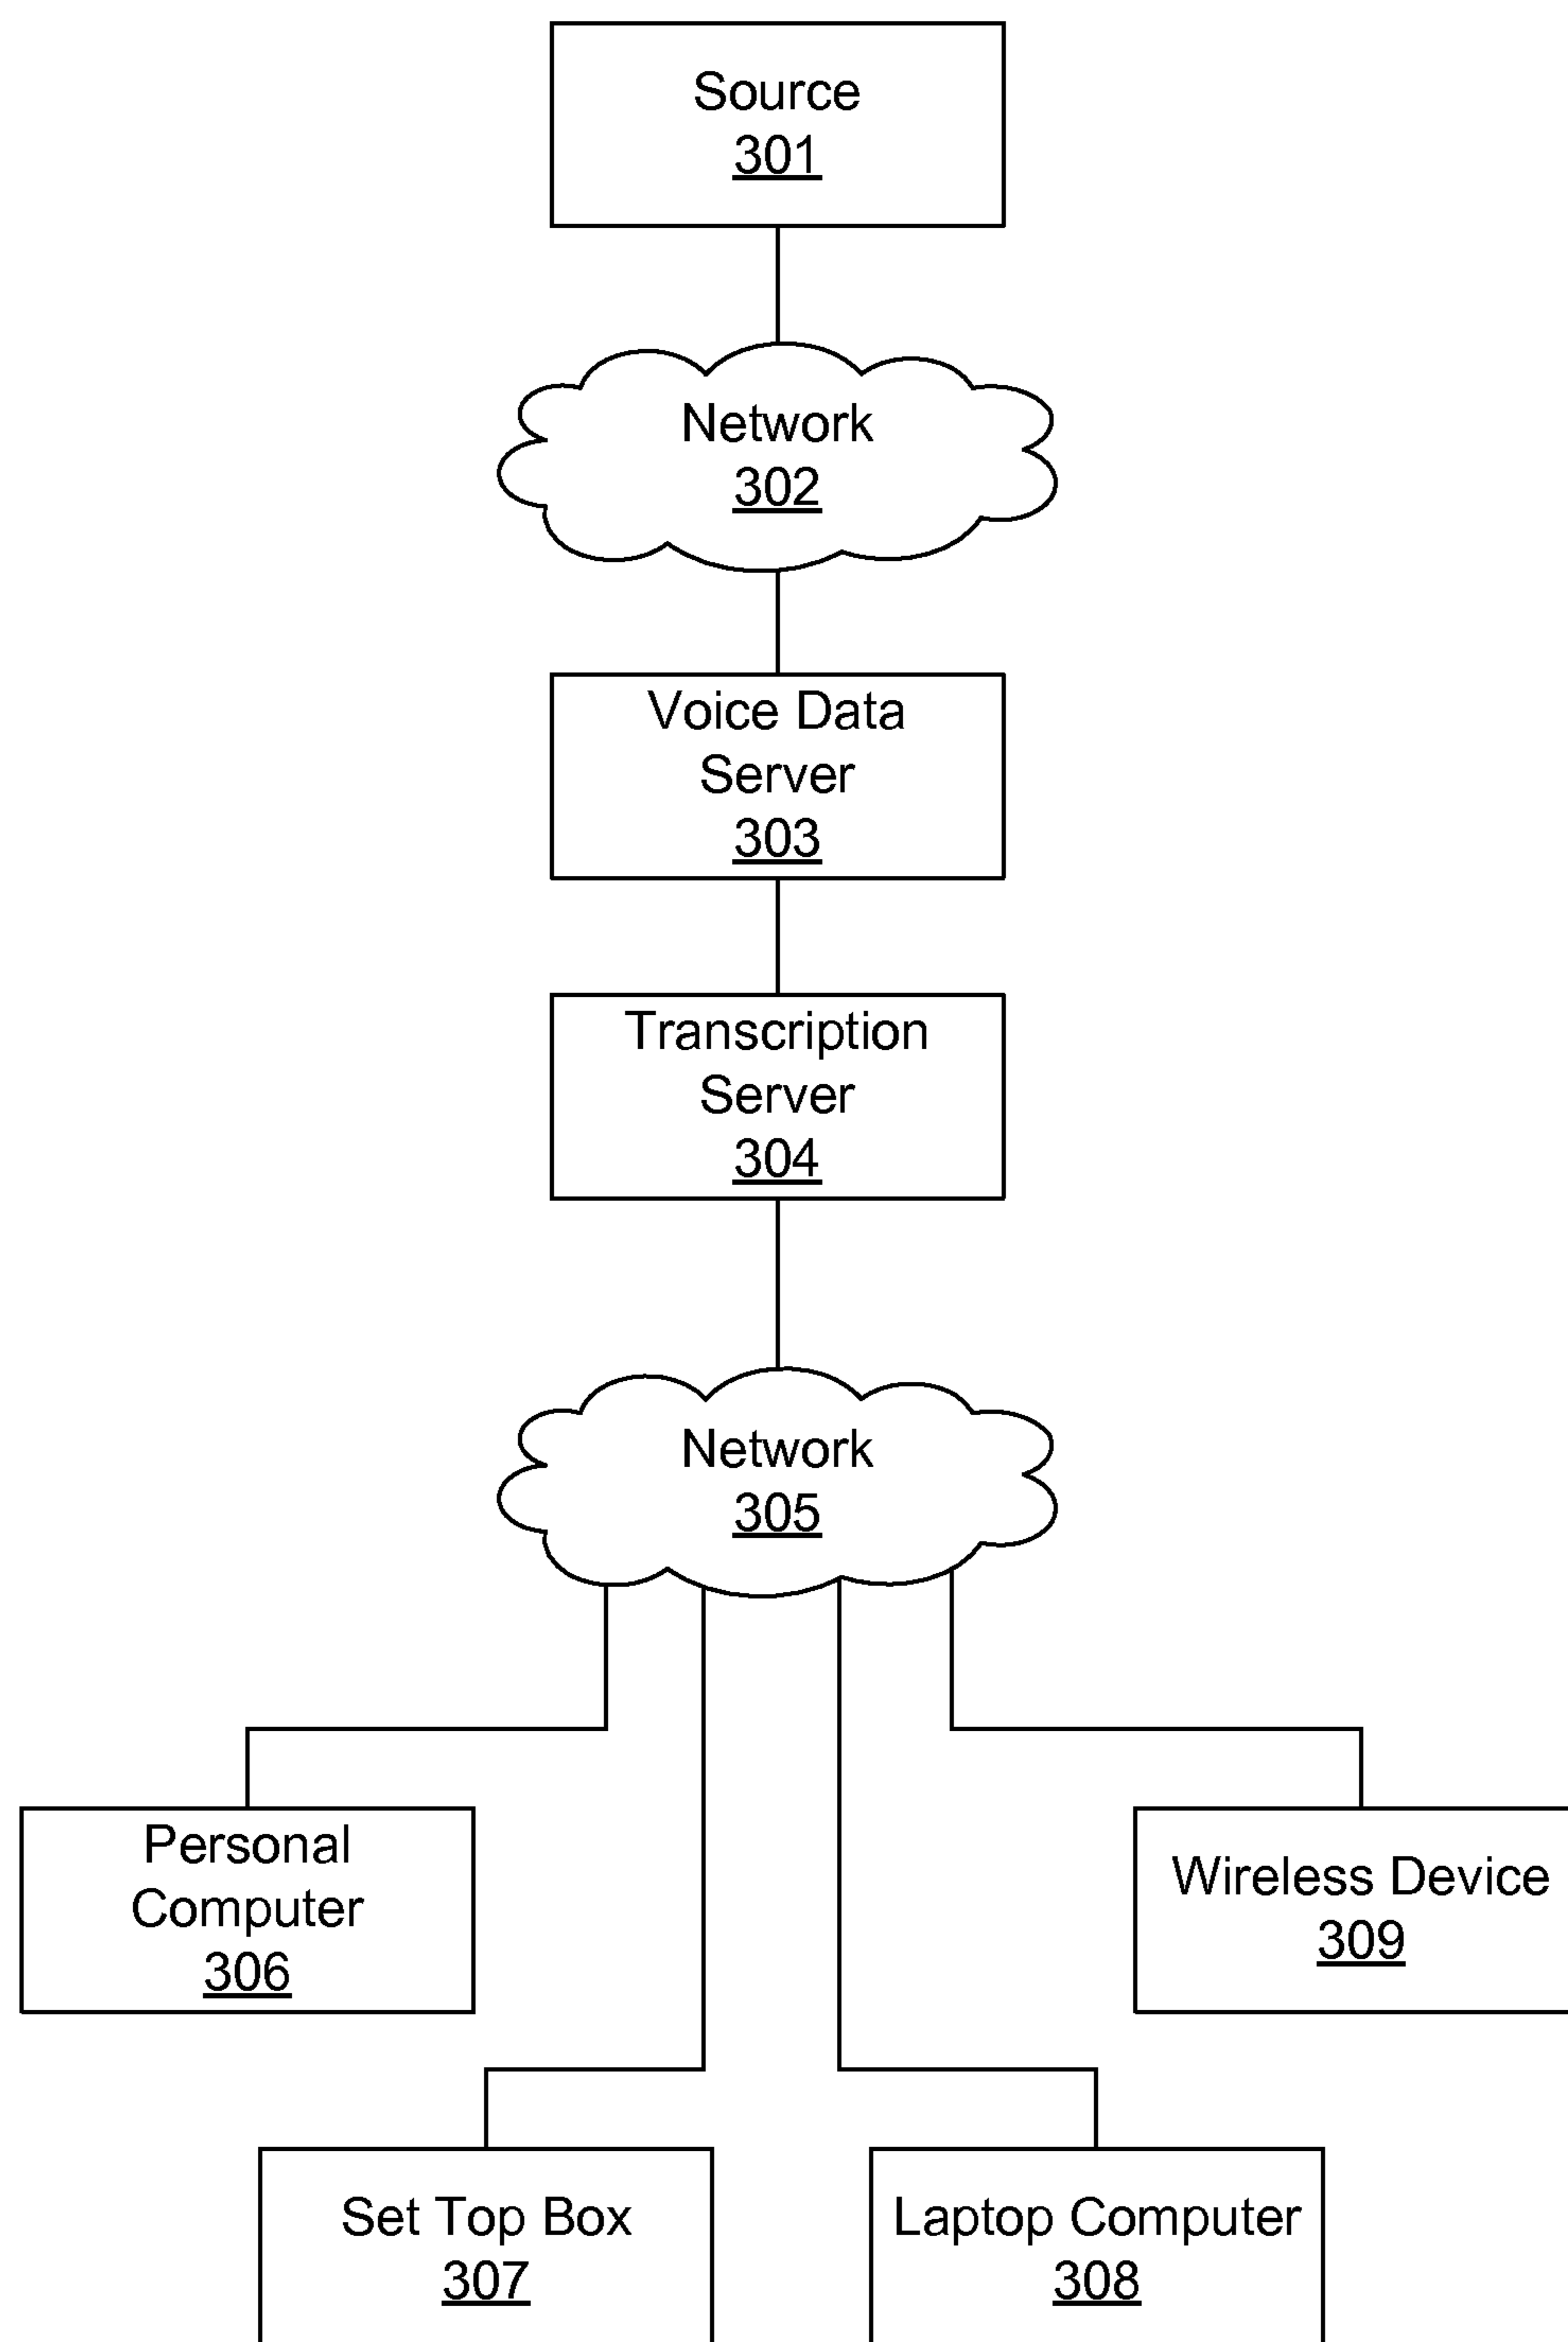 Source
301
Network
302
Voice Data
Server
303
Transcription
Server
304
Network
305
Personal
Computer
306
Wireless Device
309
Set Top Box
307
Laptop Computer
308